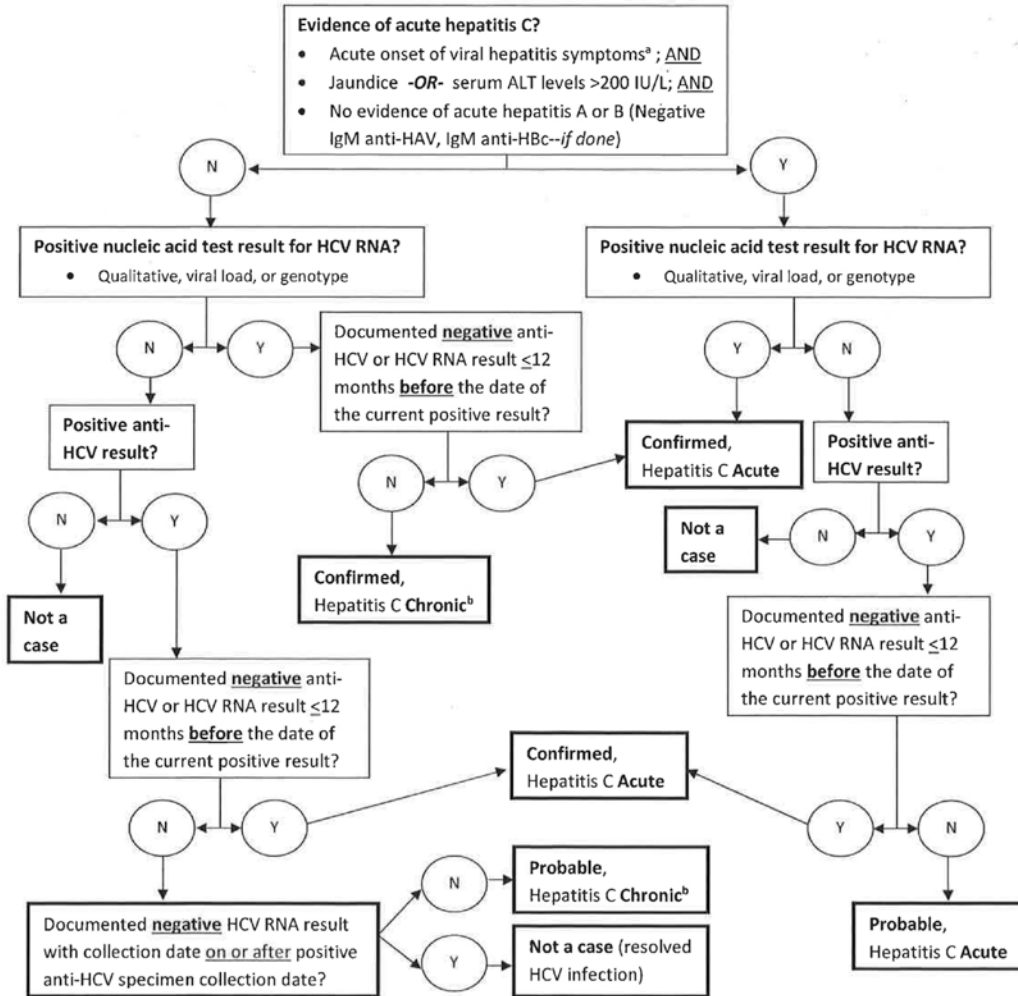 Evidence of acute hepatitis C?
• Acute onset of viral hepatitis symptomsᵃ ; AND
• Jaundice -OR- serum ALT levels >200 IU/L; AND
• No evidence of acute hepatitis A or B (Negative
IgM anti-HAV, IgM anti-HBc--if done)
N
Y
Positive nucleic acid test result for HCV RNA?
• Qualitative, viral load, or genotype
Positive nucleic acid test result for HCV RNA?
• Qualitative, viral load, or genotype
N
Y
Documented negative anti-
HCV or HCV RNA result ≤12
months before the date of
the current positive result?
Y
N
Positive anti-
HCV result?
Confirmed,
Hepatitis C Acute
Positive anti-
HCV result?
N
Y
N
Y
Not a
case
N
Y
Not a
case
Confirmed,
Hepatitis C Chronicᵇ
Documented negative anti-
HCV or HCV RNA result ≤12
months before the date of
the current positive result?
Documented negative anti-
HCV or HCV RNA result ≤12
months before the date of
the current positive result?
Confirmed,
Hepatitis C Acute
N
Y
Y
N
Documented negative HCV RNA result
with collection date on or after positive
anti-HCV specimen collection date?
N
Probable,
Hepatitis C Chronicᵇ
Y
Not a case (resolved
HCV infection)
Probable,
Hepatitis C Acute